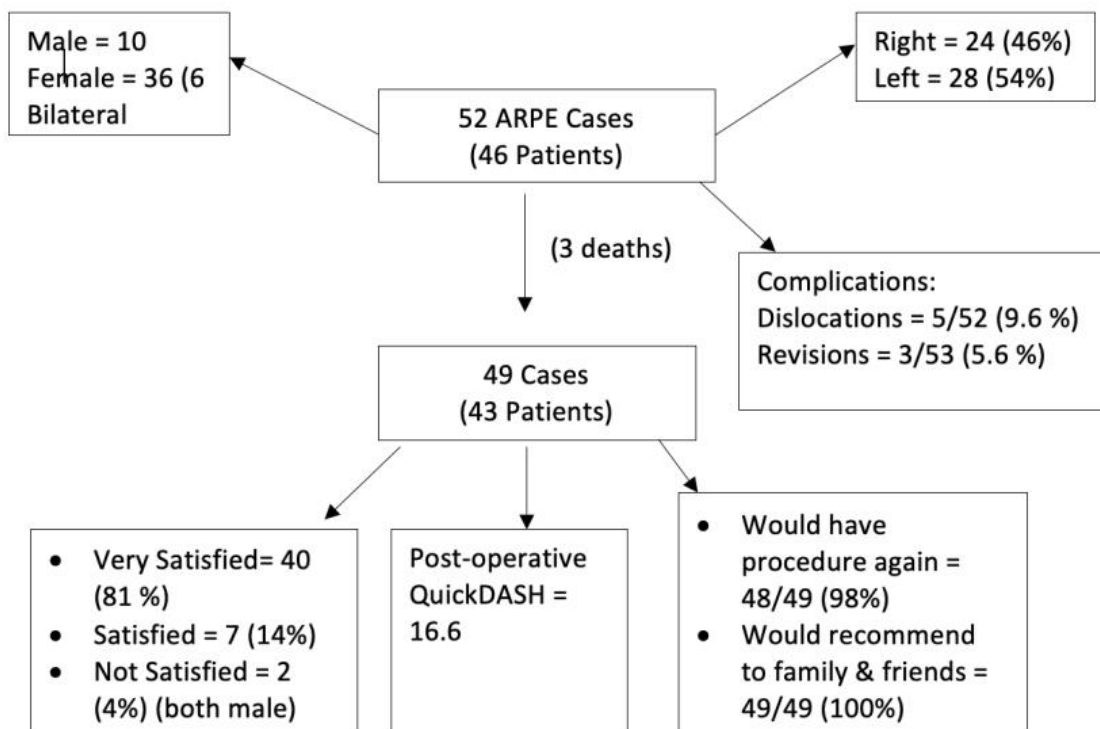 Male = 10
Female = 36 (6
Bilateral
Right = 24 (46%)
Left = 28 (54%)
52 ARPE Cases
(46 Patients)
(3 deaths)
Complications:
Dislocations = 5/52 (9.6 %)
Revisions = 3/53 (5.6 %)
49 Cases
(43 Patients)
• Very Satisfied= 40
(81 %)
• Satisfied = 7 (14%)
• Not Satisfied = 2
(4%) (both male)
Post-operative
QuickDASH =
16.6
• Would have
procedure again =
48/49 (98%)
• Would recommend
to family & friends =
49/49 (100%)